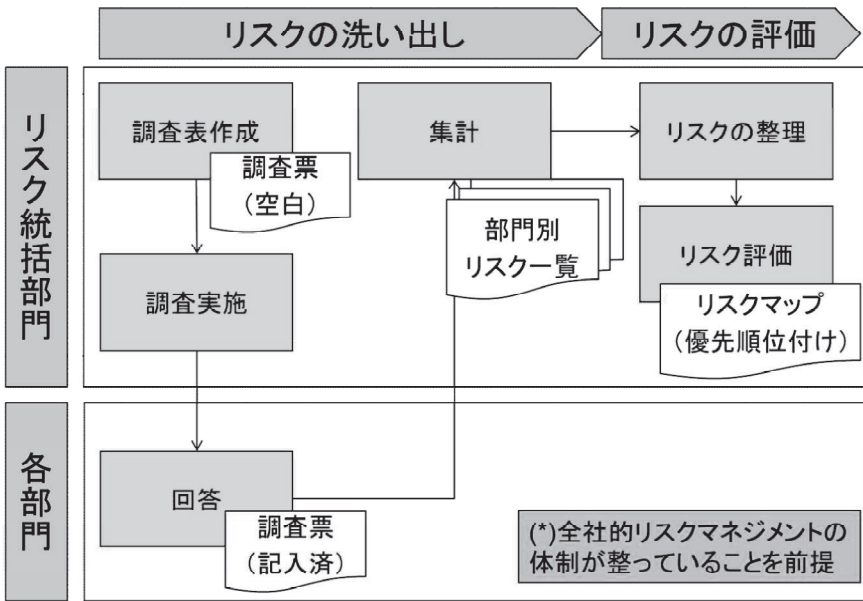 リスクの洗い出し
リスクの評価
リスク統括部門
調査表作成
調査票
(空白)
調査実施
集計
部門別
リスク一覧
リスクの整理
リスク評価
リスクマップ
(優先順位付け)
各部門
回答
調査票
(記入済)
(*)全社的リスクマネジメントの
体制が整っていることを前提